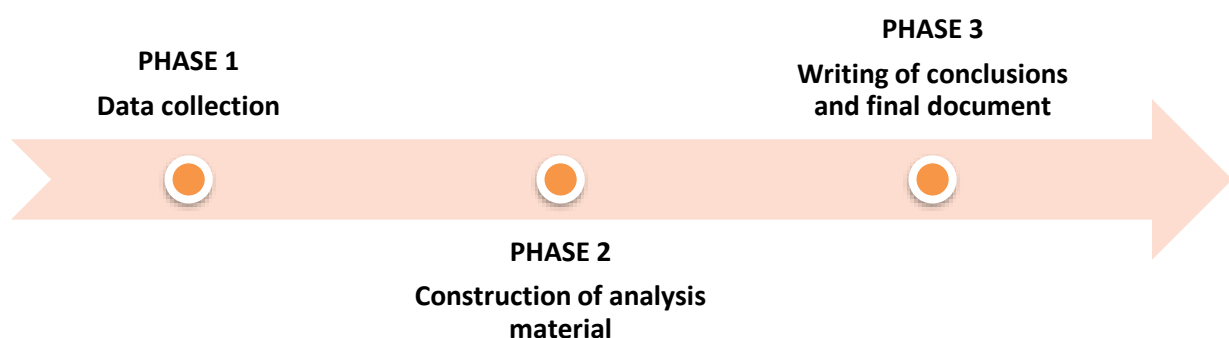 PHASE 1
Data collection
PHASE 2
Construction of analysis
material
PHASE 3
Writing of conclusions
and final document